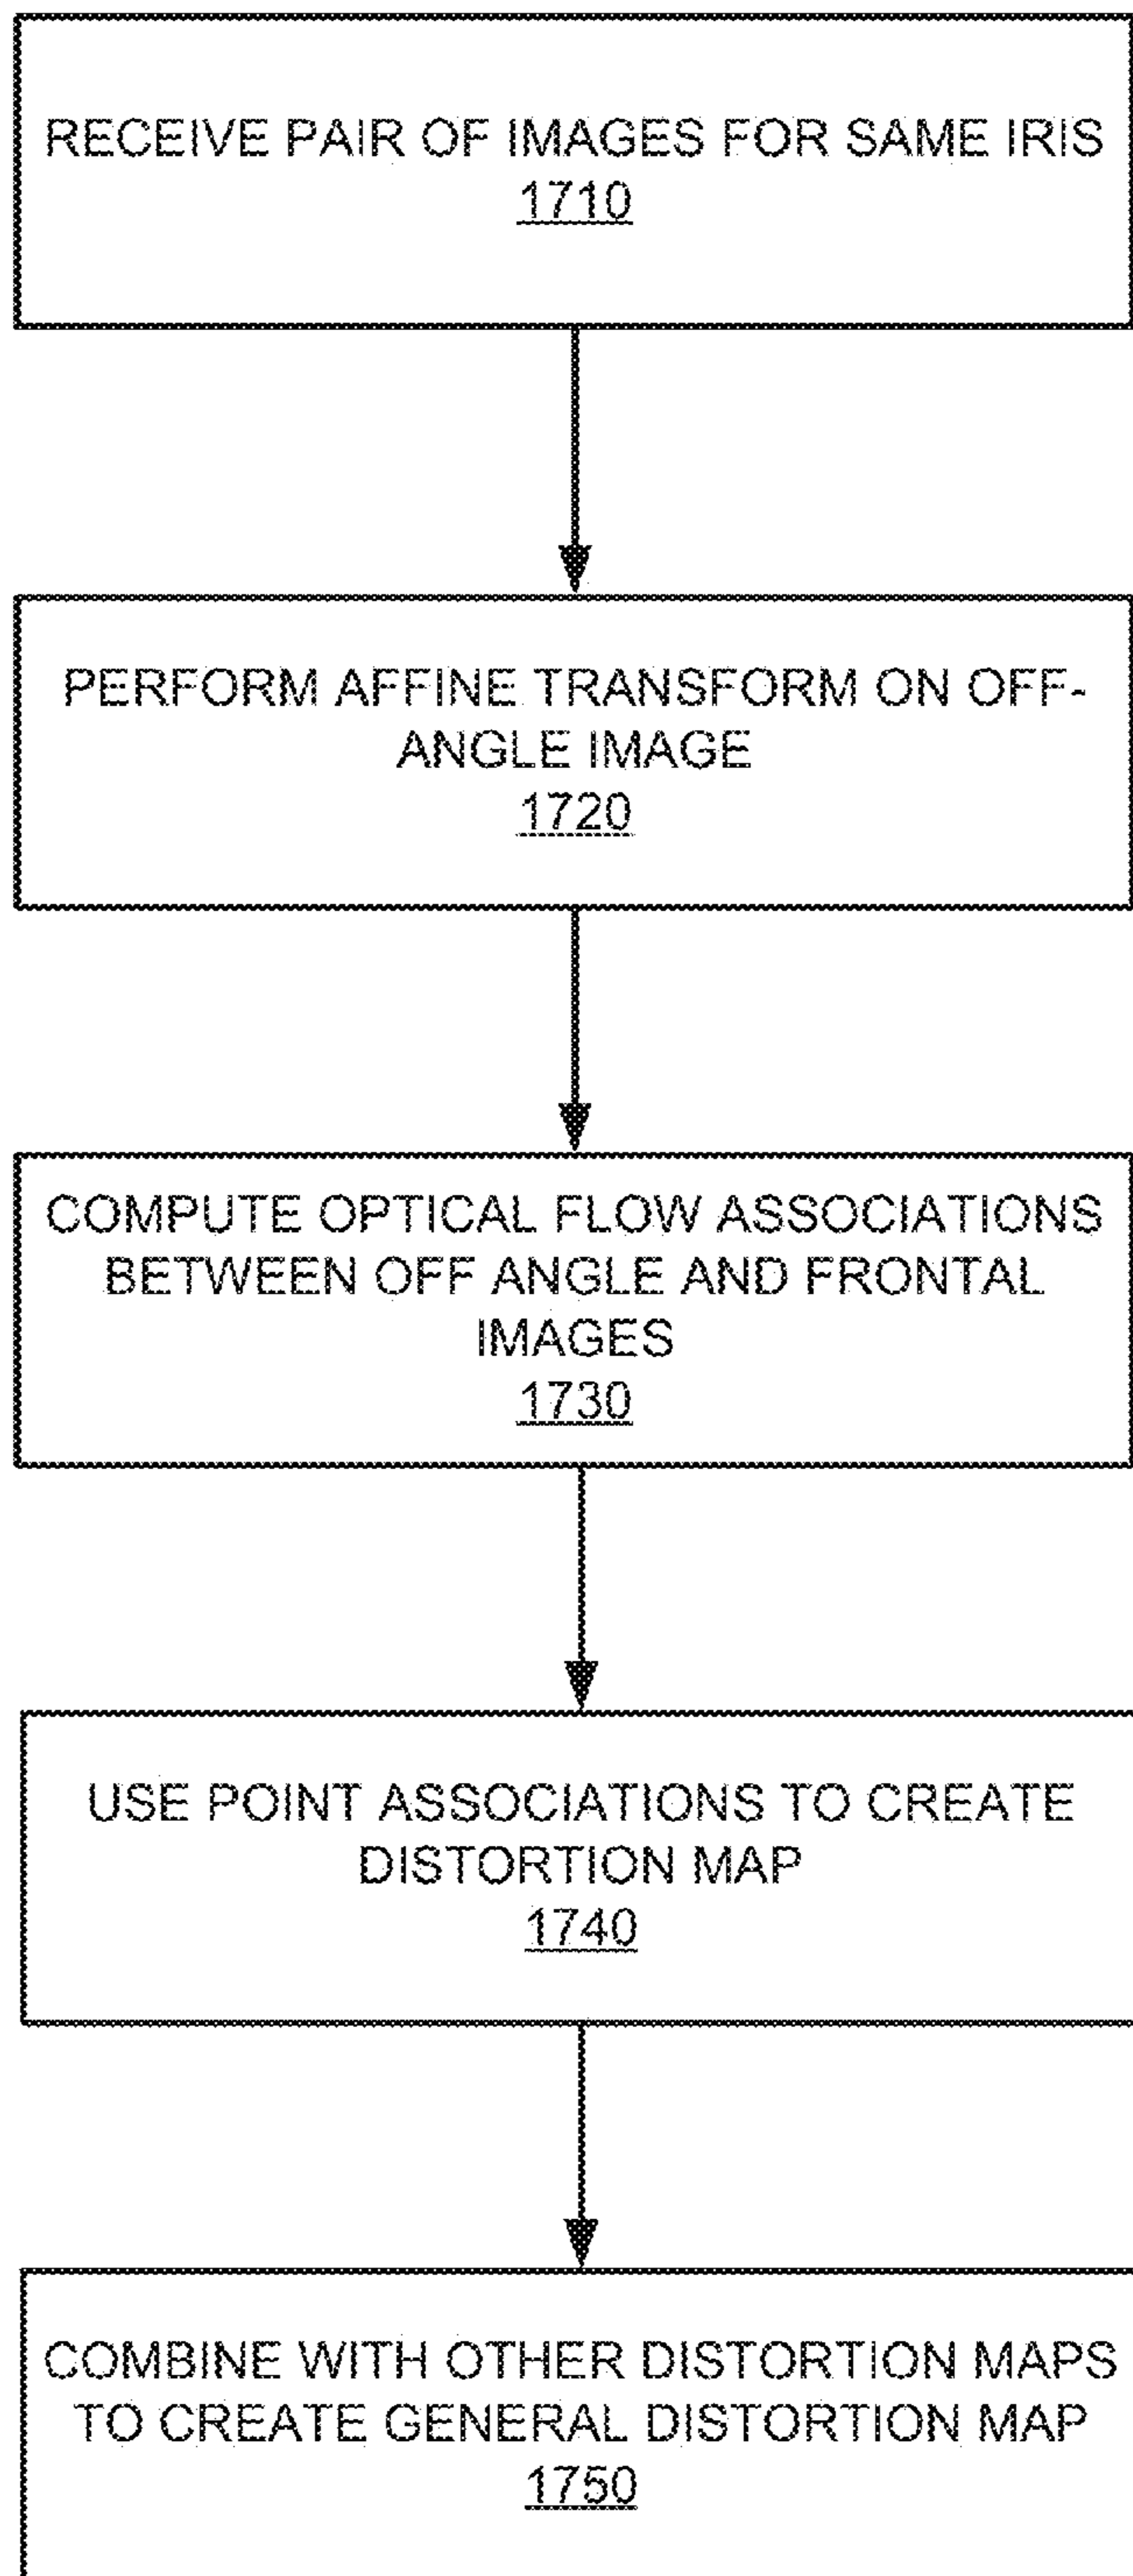 RECEIVE PAIR OF IMAGES FOR SAME IRIS
1710
PERFORM AFFINE TRANSFORM ON OFF-
ANGLE IMAGE
1720
COMPUTE OPTICAL FLOW ASSOCIATIONS
BETWEEN OFF ANGLE AND FRONTAL
IMAGES
1730
USE POINT ASSOCIATIONS TO CREATE
DISTORTION MAP
1740
COMBINE WITH OTHER DISTORTION MAPS
TO CREATE GENERAL DISTORTION MAP
1750